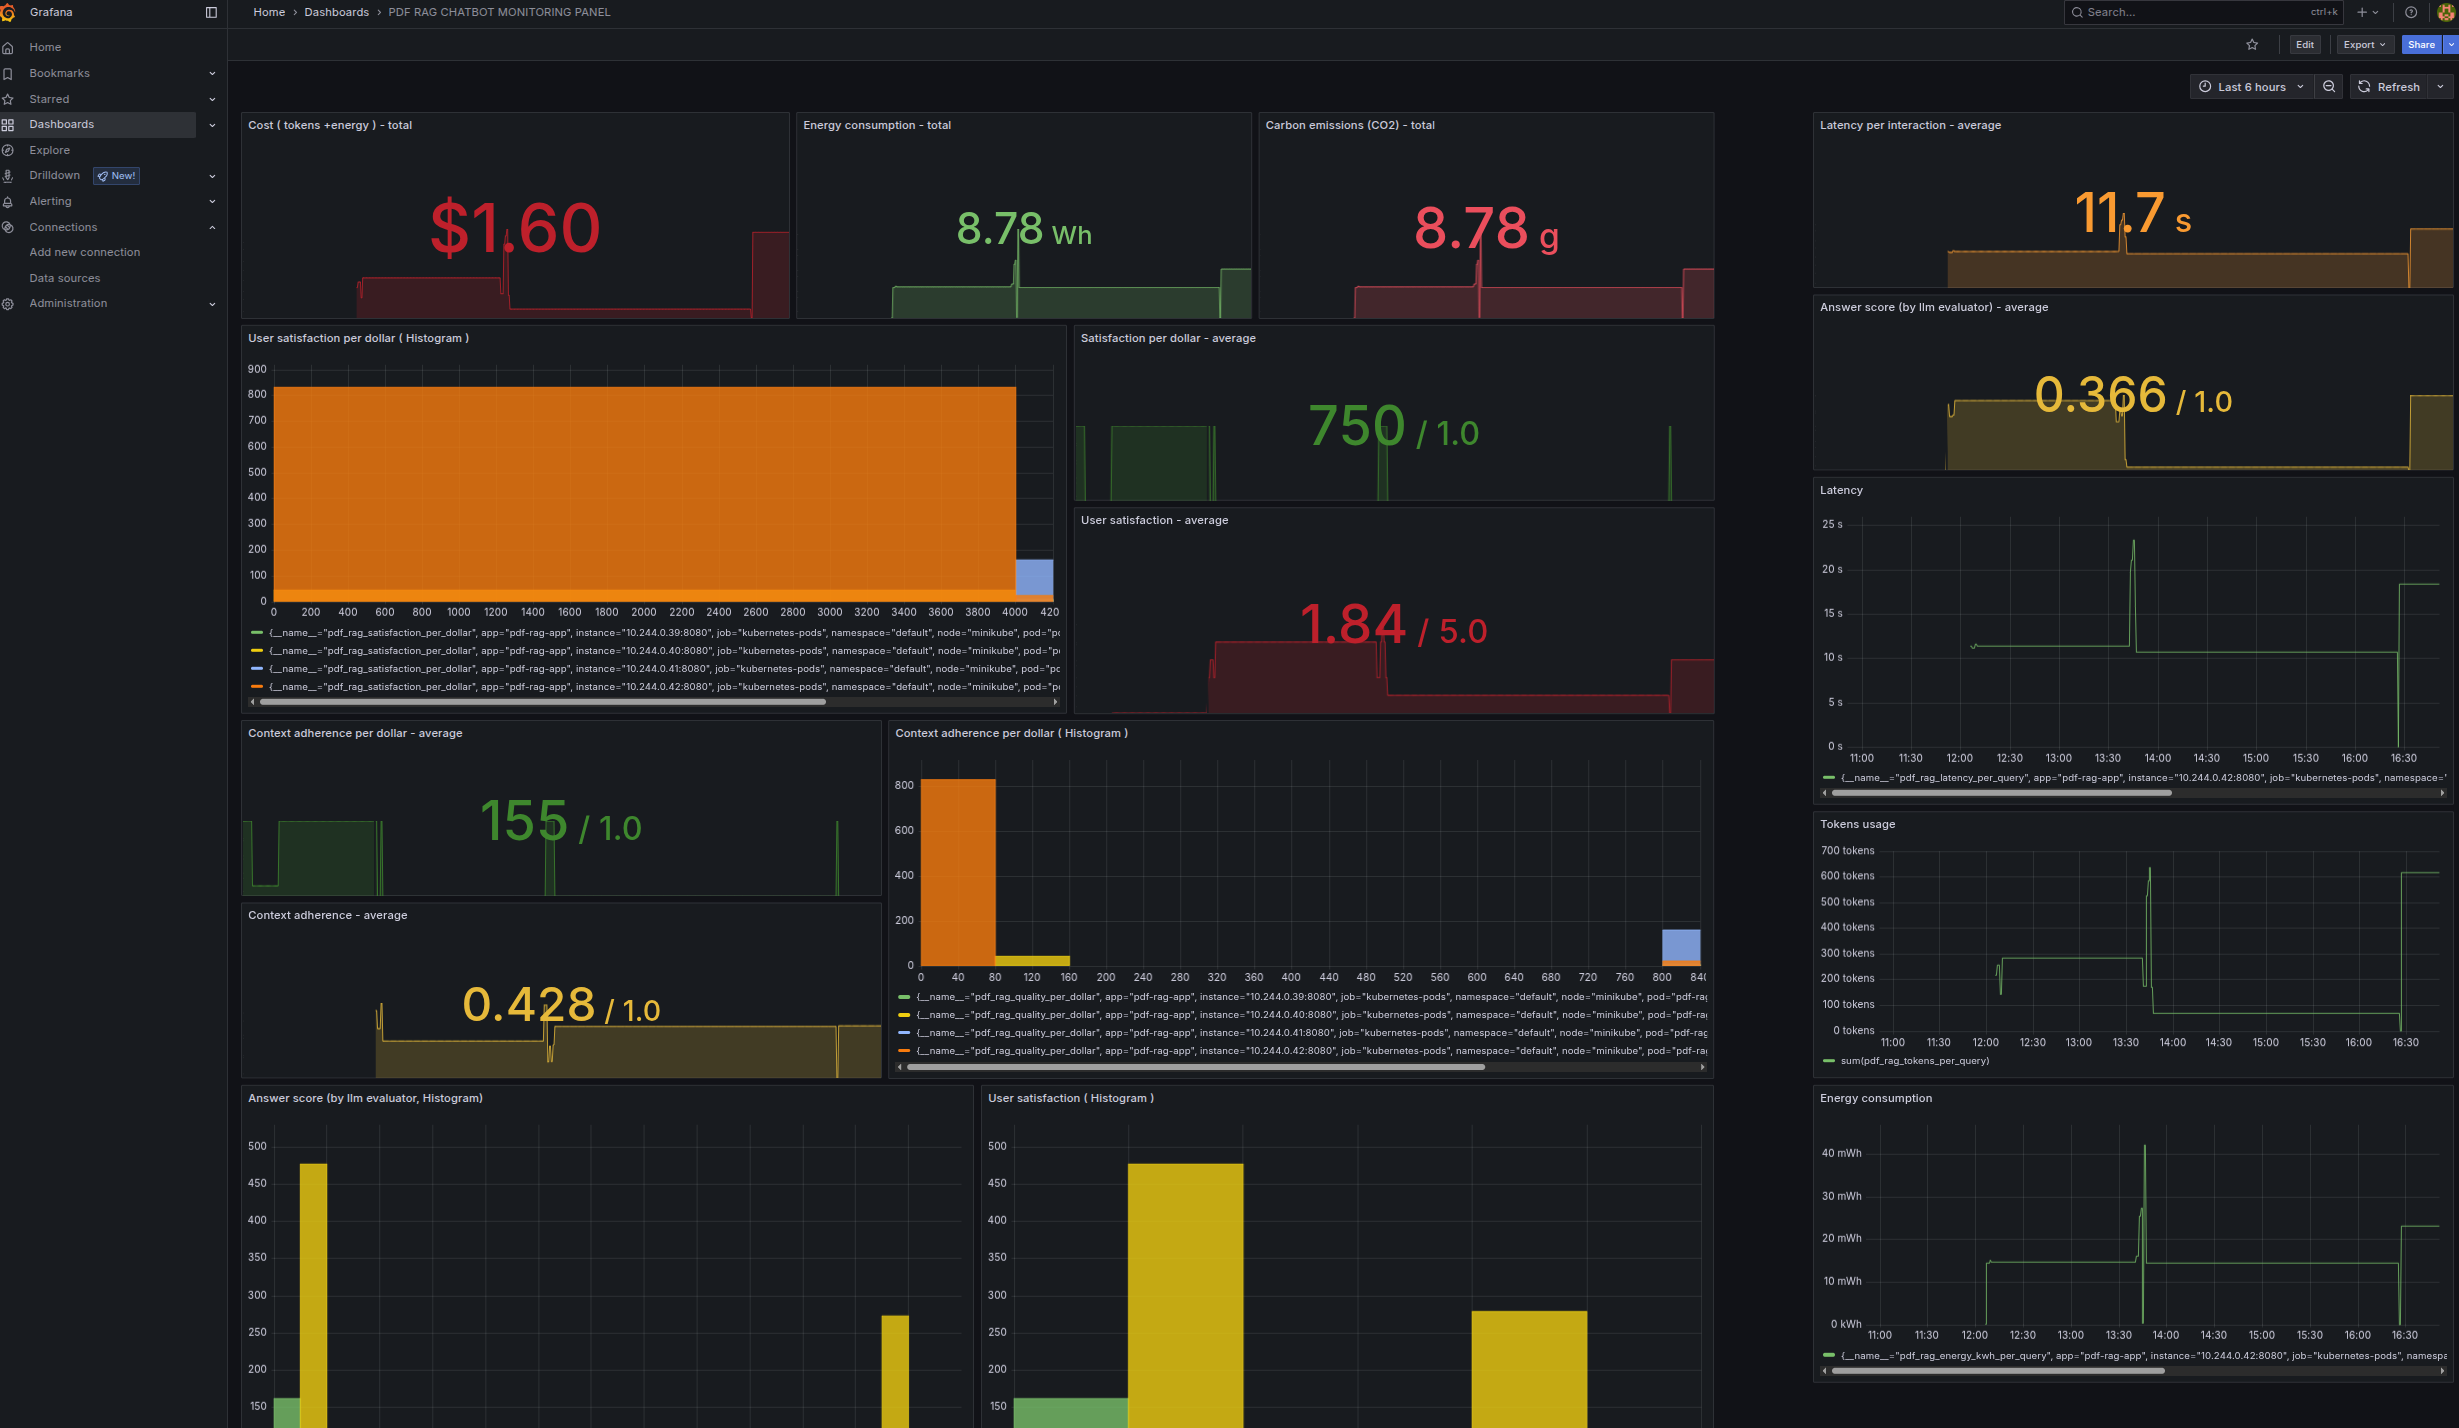 Grafana
Home › Dashboards › PDF RAG CHATBOT MONITORING PANEL
Search... ctrl+k
Edit Export Share
Last 6 hours Refresh
Home
Bookmarks
Starred
Dashboards
Explore
Drilldown New!
Alerting
Connections
Add new connection
Data sources
Administration
Cost ( tokens +energy ) - total
$1.60
Energy consumption - total
8.78 Wh
Carbon emissions (CO2) - total
8.78 g
User satisfaction per dollar ( Histogram )
900
800
700
600
500
400
300
200
100
0
0 200 400 600 800 1000 1200 1400 1600 1800 2000 2200 2400 2600 2800 3000 3200 3400 3600 3800 4000 420
{__name__="pdf_rag_satisfaction_per_dollar", app="pdf-rag-app", instance="10.244.0.39:8080", job="kubernetes-pods", namespace="default", node="minikube", pod="pc
{__name__="pdf_rag_satisfaction_per_dollar", app="pdf-rag-app", instance="10.244.0.40:8080", job="kubernetes-pods", namespace="default", node="minikube", pod="pc
{__name__="pdf_rag_satisfaction_per_dollar", app="pdf-rag-app", instance="10.244.0.41:8080", job="kubernetes-pods", namespace="default", node="minikube", pod="pc
{__name__="pdf_rag_satisfaction_per_dollar", app="pdf-rag-app", instance="10.244.0.42:8080", job="kubernetes-pods", namespace="default", node="minikube", pod="pc
Satisfaction per dollar - average
750 / 1.0
User satisfaction - average
1.84 / 5.0
Context adherence per dollar - average
155 / 1.0
Context adherence - average
0.428 / 1.0
Context adherence per dollar ( Histogram )
800
600
400
200
0
0 40 80 120 160 200 240 280 320 360 400 440 480 520 560 600 640 680 720 760 800 840
{__name__="pdf_rag_quality_per_dollar", app="pdf-rag-app", instance="10.244.0.39:8080", job="kubernetes-pods", namespace="default", node="minikube", pod="pdf-rag
{__name__="pdf_rag_quality_per_dollar", app="pdf-rag-app", instance="10.244.0.40:8080", job="kubernetes-pods", namespace="default", node="minikube", pod="pdf-rag
{__name__="pdf_rag_quality_per_dollar", app="pdf-rag-app", instance="10.244.0.41:8080", job="kubernetes-pods", namespace="default", node="minikube", pod="pdf-rag
{__name__="pdf_rag_quality_per_dollar", app="pdf-rag-app", instance="10.244.0.42:8080", job="kubernetes-pods", namespace="default", node="minikube", pod="pdf-rag
Answer score (by llm evaluator, Histogram)
500
450
400
350
300
250
200
150
User satisfaction ( Histogram )
500
450
400
350
300
250
200
150
Latency per interaction - average
11.7 s
Answer score (by llm evaluator) - average
0.366 / 1.0
Latency
25 s
20 s
15 s
10 s
5 s
0 s
11:00 11:30 12:00 12:30 13:00 13:30 14:00 14:30 15:00 15:30 16:00 16:30
{__name__="pdf_rag_latency_per_query", app="pdf-rag-app", instance="10.244.0.42:8080", job="kubernetes-pods", namespace="
Tokens usage
700 tokens
600 tokens
500 tokens
400 tokens
300 tokens
200 tokens
100 tokens
0 tokens
11:00 11:30 12:00 12:30 13:00 13:30 14:00 14:30 15:00 15:30 16:00 16:30
sum(pdf_rag_tokens_per_query)
Energy consumption
40 mWh
30 mWh
20 mWh
10 mWh
0 kWh
11:00 11:30 12:00 12:30 13:00 13:30 14:00 14:30 15:00 15:30 16:00 16:30
{__name__="pdf_rag_energy_kwh_per_query", app="pdf-rag-app", instance="10.244.0.42:8080", job="kubernetes-pods", namespa